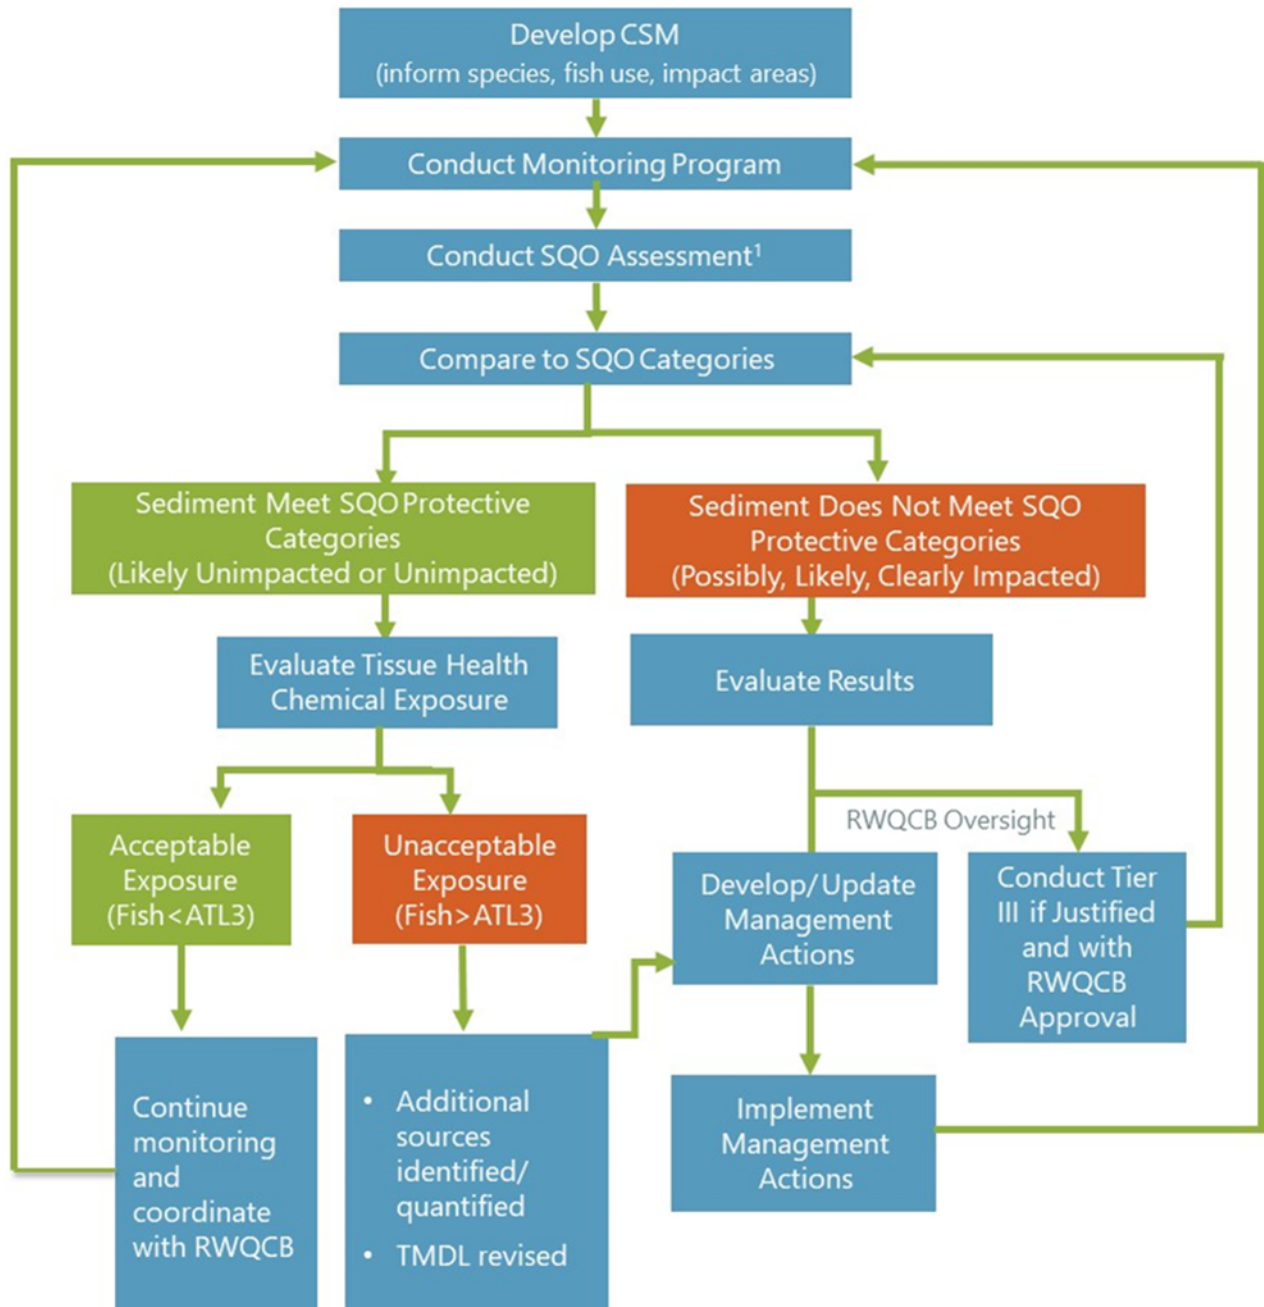 Develop CSM
(inform species, fish use, impact areas)
Conduct Monitoring Program
Conduct SQO Assessment¹
Compare to SQO Categories
Sediment Meet SQO Protective
Categories
(Likely Unimpacted or Unimpacted)
Sediment Does Not Meet SQO
Protective Categories
(Possibly, Likely, Clearly Impacted)
Evaluate Tissue Health
Chemical Exposure
Evaluate Results
Acceptable
Exposure
(Fish<ATL3)
Unacceptable
Exposure
(Fish>ATL3)
RWQCB Oversight
Develop/Update
Management
Actions
Conduct Tier
III if Justified
and with
RWQCB
Approval
Continue
monitoring
and
coordinate
with RWQCB
• Additional
sources
identified/
quantified
• TMDL revised
Implement
Management
Actions